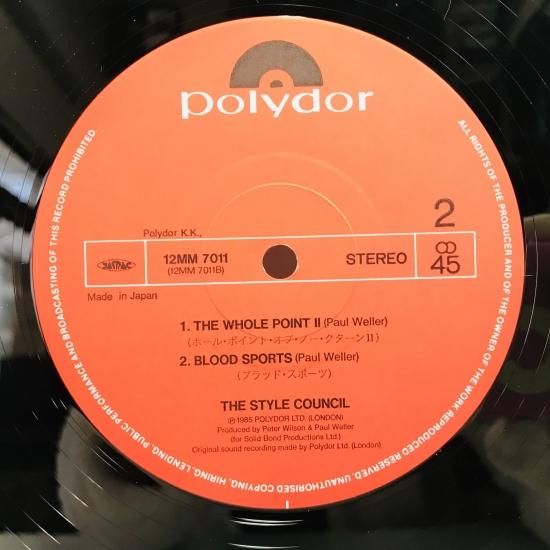 polydor
2
Polydor K.K.,
JASRAC
12MM 7011
(12MM 7011B)
STEREO
45
Made in Japan
1. THE WHOLE POINT II (Paul Weller)
(ホール・ポイント・オブ・ノー・クターンII)
2. BLOOD SPORTS (Paul Weller)
(ブラッド・スポーツ)
THE STYLE COUNCIL
℗ 1985 POLYDOR LTD. (LONDON)
Produced by Peter Wilson & Paul Weller
(for Solid Bond Productions Ltd.)
Original sound recording made by Polydor Ltd. (London)
ALL RIGHTS OF THE PRODUCER AND OF THE OWNER OF THE WORK REPRODUCED RESERVED. UNAUTHORISED COPYING, HIRING, LENDING, PUBLIC PERFORMANCE AND BROADCASTING OF THIS RECORD PROHIBITED.